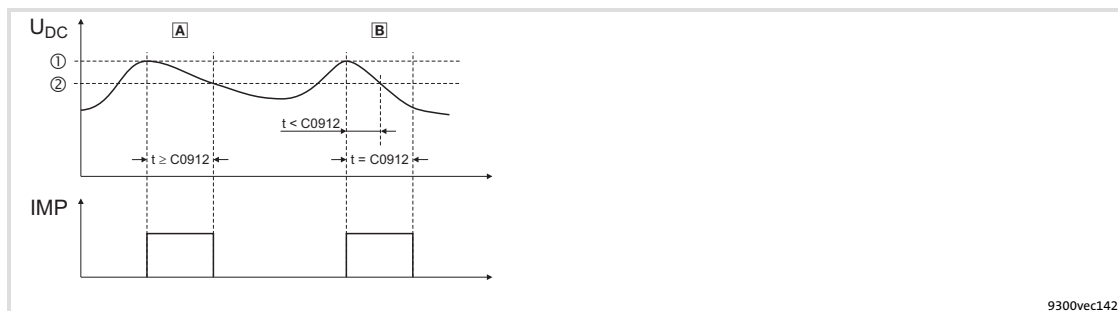 U_DC
A
B
①
②
t < C0912
t ≥ C0912
t = C0912
IMP
9300vec142